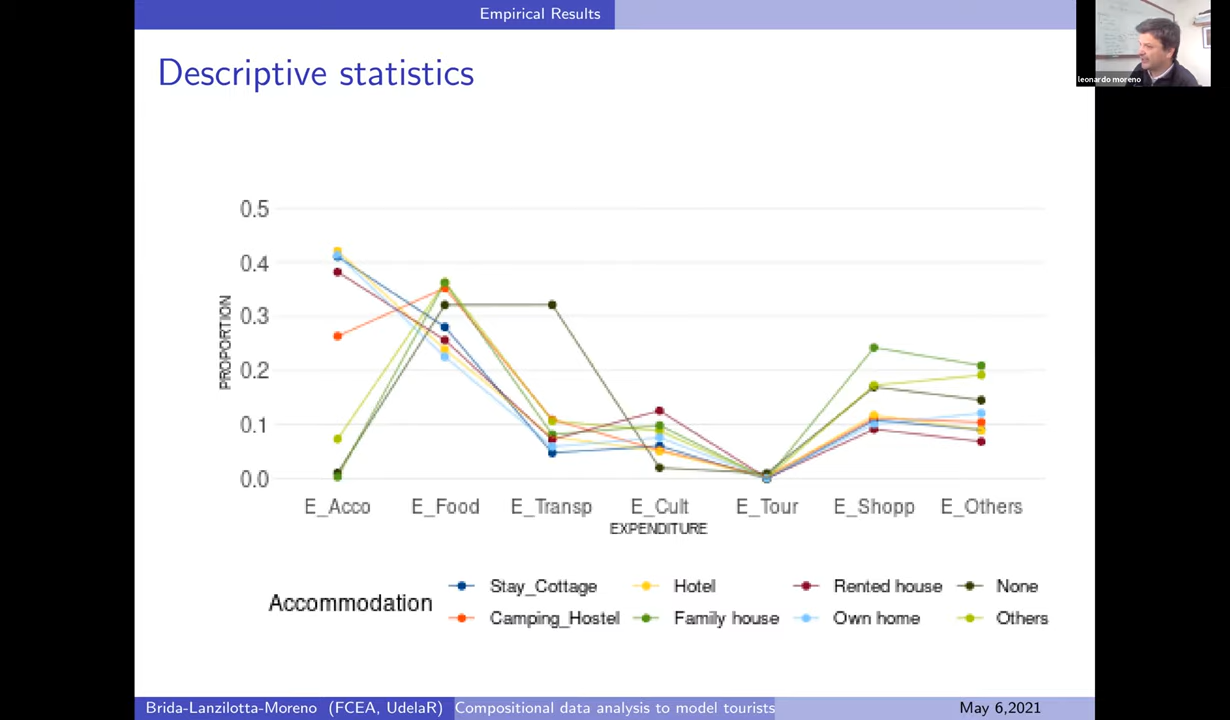 Empirical Results
Descriptive statistics
leonardo moreno
0.5
0.4
0.3
0.2
0.1
0.0
PROPORTION
E_Acco E_Food E_Transp E_Cult E_Tour E_Shopp E_Others
EXPENDITURE
Accommodation
Stay_Cottage Hotel Rented house None
Camping_Hostel Family house Own home Others
Brida-Lanzilotta-Moreno (FCEA, UdelaR) Compositional data analysis to model tourists May 6,2021